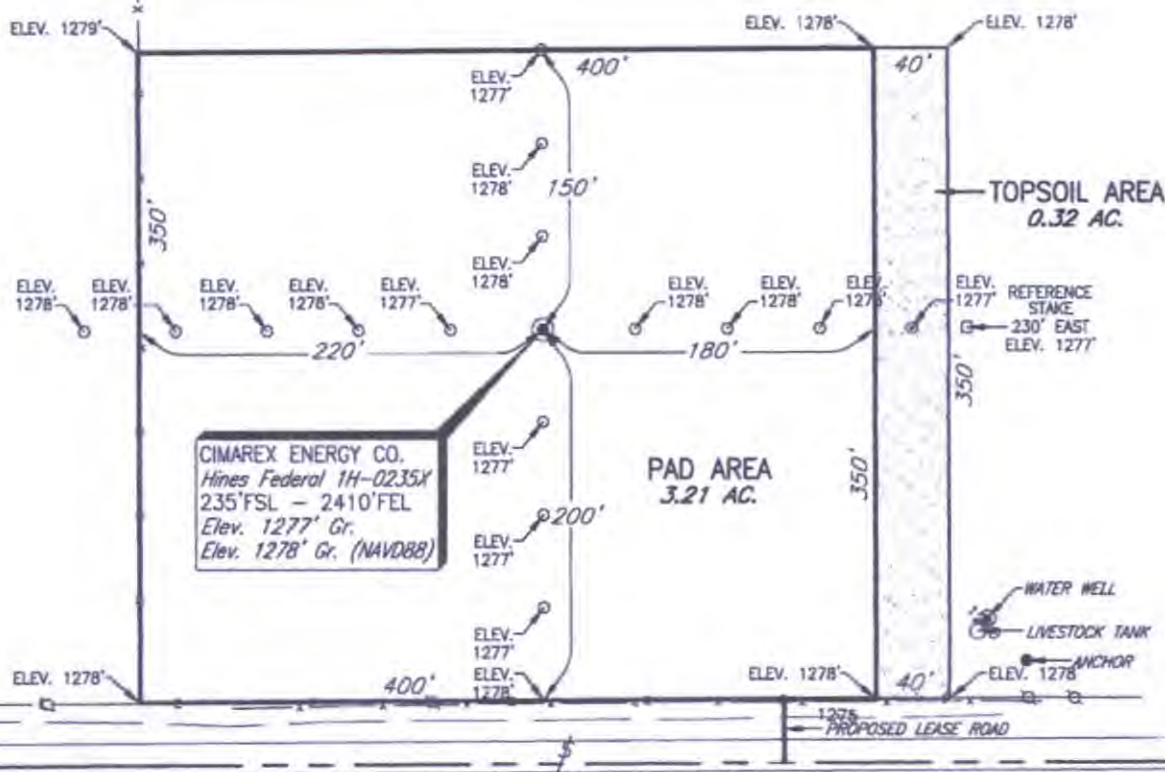 ELEV. 1279'
ELEV. 1278'
ELEV. 1278'
400'
40'
ELEV.
1277'
ELEV.
1278'
150'
TOPSOIL AREA
0.32 AC.
350'
ELEV.
1278'
ELEV.
1278'
ELEV.
1278'
ELEV.
1278'
ELEV.
1278'
ELEV.
1277'
ELEV.
1278'
ELEV.
1278'
ELEV.
1278'
ELEV.
1277'
REFERENCE
STAKE
230' EAST
ELEV. 1277'
220'
180'
350'
CIMAREX ENERGY CO.
Hines Federal 1H-0235X
235'FSL - 2410'FEL
Elev. 1277' Gr.
Elev. 1278' Gr. (NAVD88)
ELEV.
1277'
PAD AREA
3.21 AC.
350'
200'
ELEV.
1277'
WATER WELL
LIVESTOCK TANK
ANCHOR
ELEV.
1277'
ELEV. 1278'
400'
ELEV.
1278'
ELEV. 1278'
40'
ELEV. 1278'
1275
PROPOSED LEASE ROAD